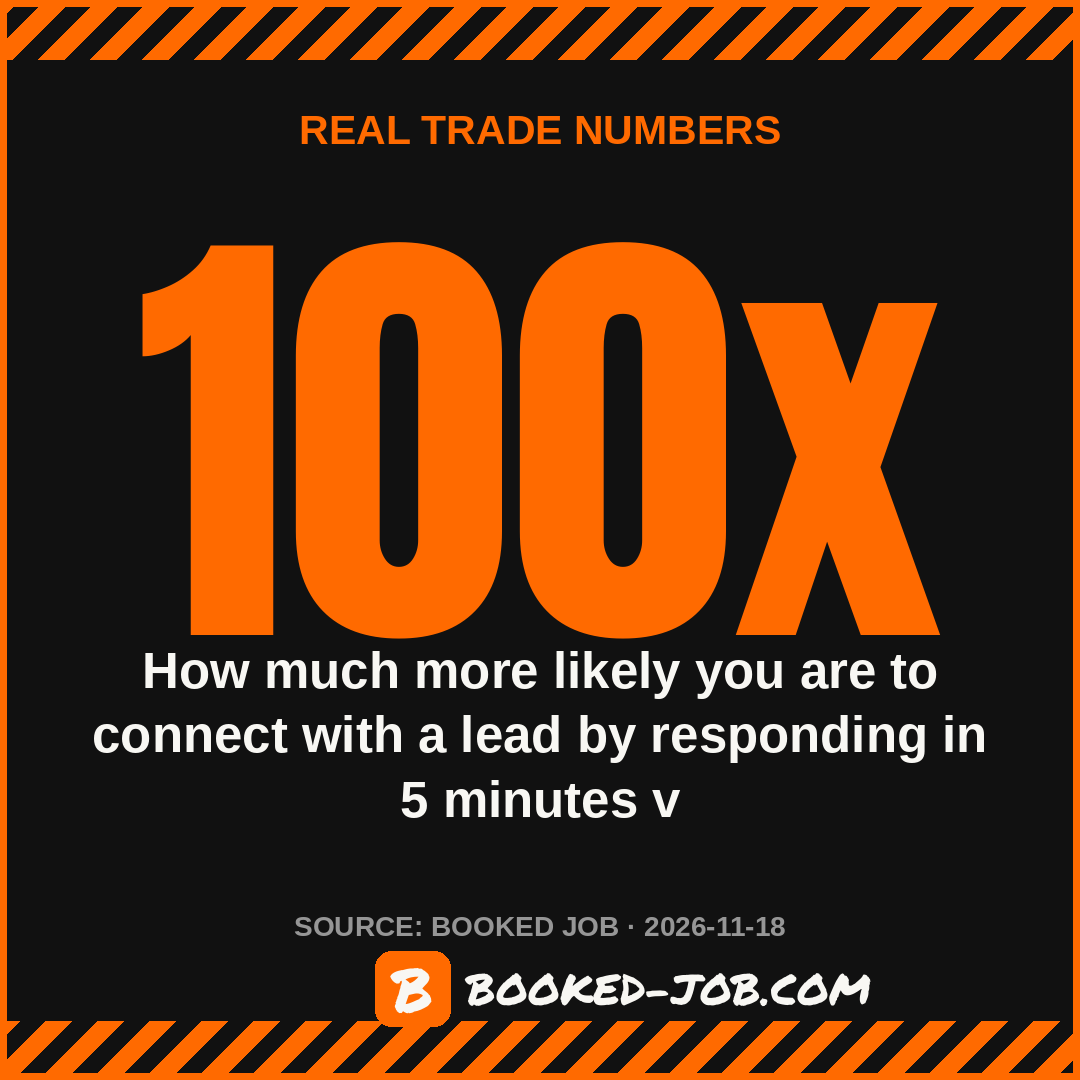 REAL TRADE NUMBERS
100x
How much more likely you are to
connect with a lead by responding in
5 minutes v
SOURCE: BOOKED JOB · 2026-11-18
B BOOKED-JOB.COM